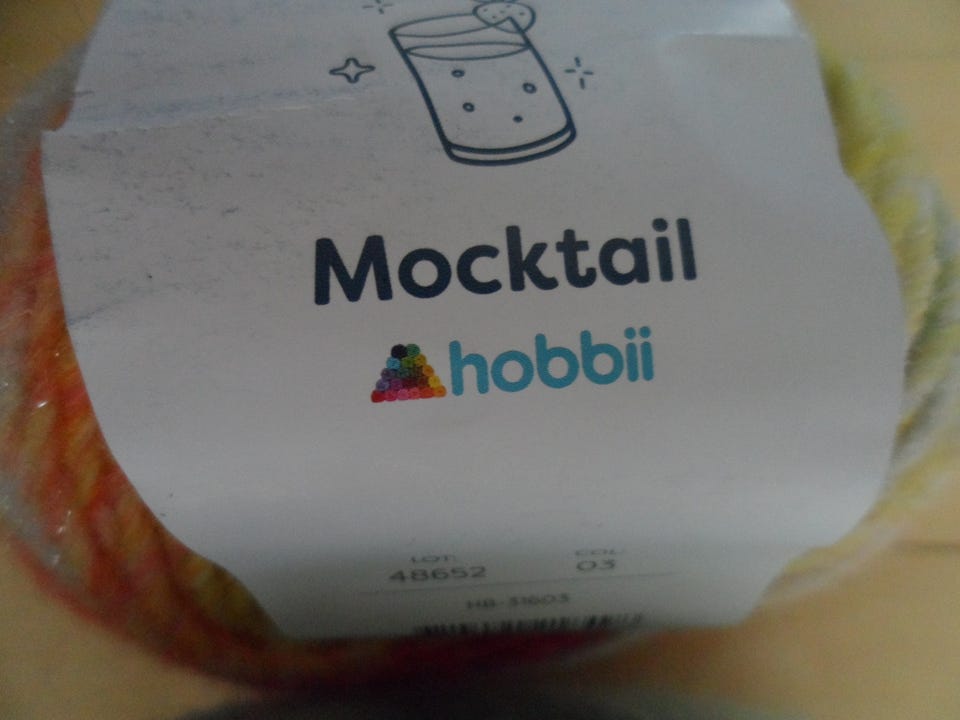 Mocktail
hobbii
LOT: COL:
48652 03
HB-31603